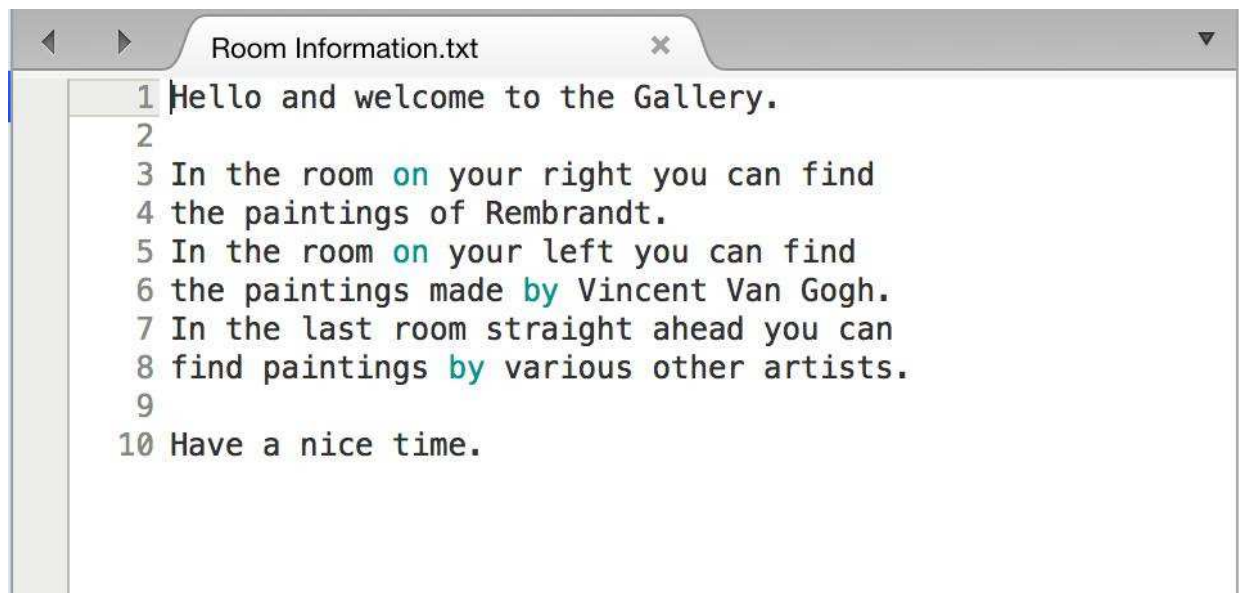 Room Information.txt
1 Hello and welcome to the Gallery.
2
3 In the room on your right you can find
4 the paintings of Rembrandt.
5 In the room on your left you can find
6 the paintings made by Vincent Van Gogh.
7 In the last room straight ahead you can
8 find paintings by various other artists.
9
10 Have a nice time.